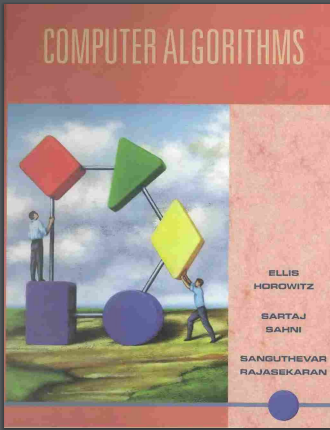 COMPUTER ALGORITHMS
ELLIS
HOROWITZ
SARTAJ
SAHNI
SANGUTHEVAR
RAJASEKARAN